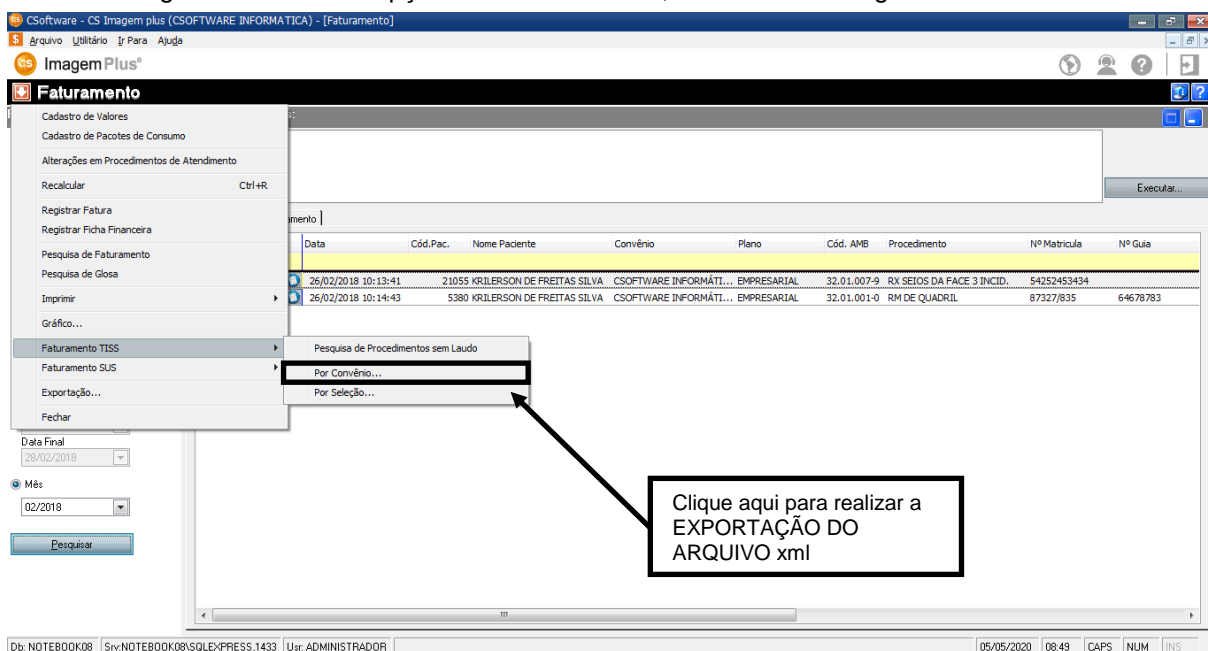 CSoftware - CS Imagem plus (CSOFTWARE INFORMATICA) - [Faturamento]
Arquivo Utilitário Ir Para Ajuda
CS ImagemPlus®
Faturamento
Cadastro de Valores
Cadastro de Pacotes de Consumo
Alterações em Procedimentos de Atendimento
Recalcular Ctrl+R
Executar...
Registrar Fatura
Registrar Ficha Financeira
Pesquisa de Faturamento
Pesquisa de Glosa
Imprimir
Gráfico...
Faturamento TISS
Faturamento SUS
Exportação...
Fechar
Data Cód.Pac. Nome Paciente Convênio Plano Cód. AMB Procedimento Nº Matricula Nº Guia
26/02/2018 10:13:41 21055 KRILERSON DE FREITAS SILVA CSOFTWARE INFORMÁTI... EMPRESARIAL 32.01.007-9 RX SEIOS DA FACE 3 INCID. 54252453434
26/02/2018 10:14:43 5380 KRILERSON DE FREITAS SILVA CSOFTWARE INFORMÁTI... EMPRESARIAL 32.01.001-0 RM DE QUADRIL 87327/835 64678783
Pesquisa de Procedimentos sem Laudo
Por Convênio...
Por Seleção...
Data Final
28/02/2018
Mês
02/2018
Pesquisar
Clique aqui para realizar a
EXPORTAÇÃO DO
ARQUIVO xml
Db: NOTEBOOK08 Srv:NOTEBOOK08\SQLEXPRESS,1433 Usr: ADMINISTRADOR 05/05/2020 08:49 CAPS NUM INS